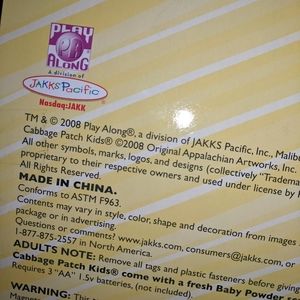 PLAY
ALONG
A division of
JAKKS Pacific
Nasdaq:JAKK
TM & © 2008 Play Along®, a division of JAKKS Pacific, Inc., Malibu
Cabbage Patch Kids® ©2008 Original Appalachian Artworks, Inc.
All other symbols, marks, logos, and designs (collectively "Tradema
proprietary to their respective owners and used under license by
All Rights Reserved.
MADE IN CHINA.
Conforms to ASTM F963.
Contents may vary in style, color, shape and decoration from images
package or in advertising.
Questions? Comments? www.jakks.com, consumers@jakks.com, or
1-877-875-2557 in North America.
ADULTS NOTE: Remove all tags and plastic fasteners before giving
Cabbage Patch Kids® come with a fresh Baby Powder
Requires 3 "AA" 1.5v batteries, (not included)
WARNING: This